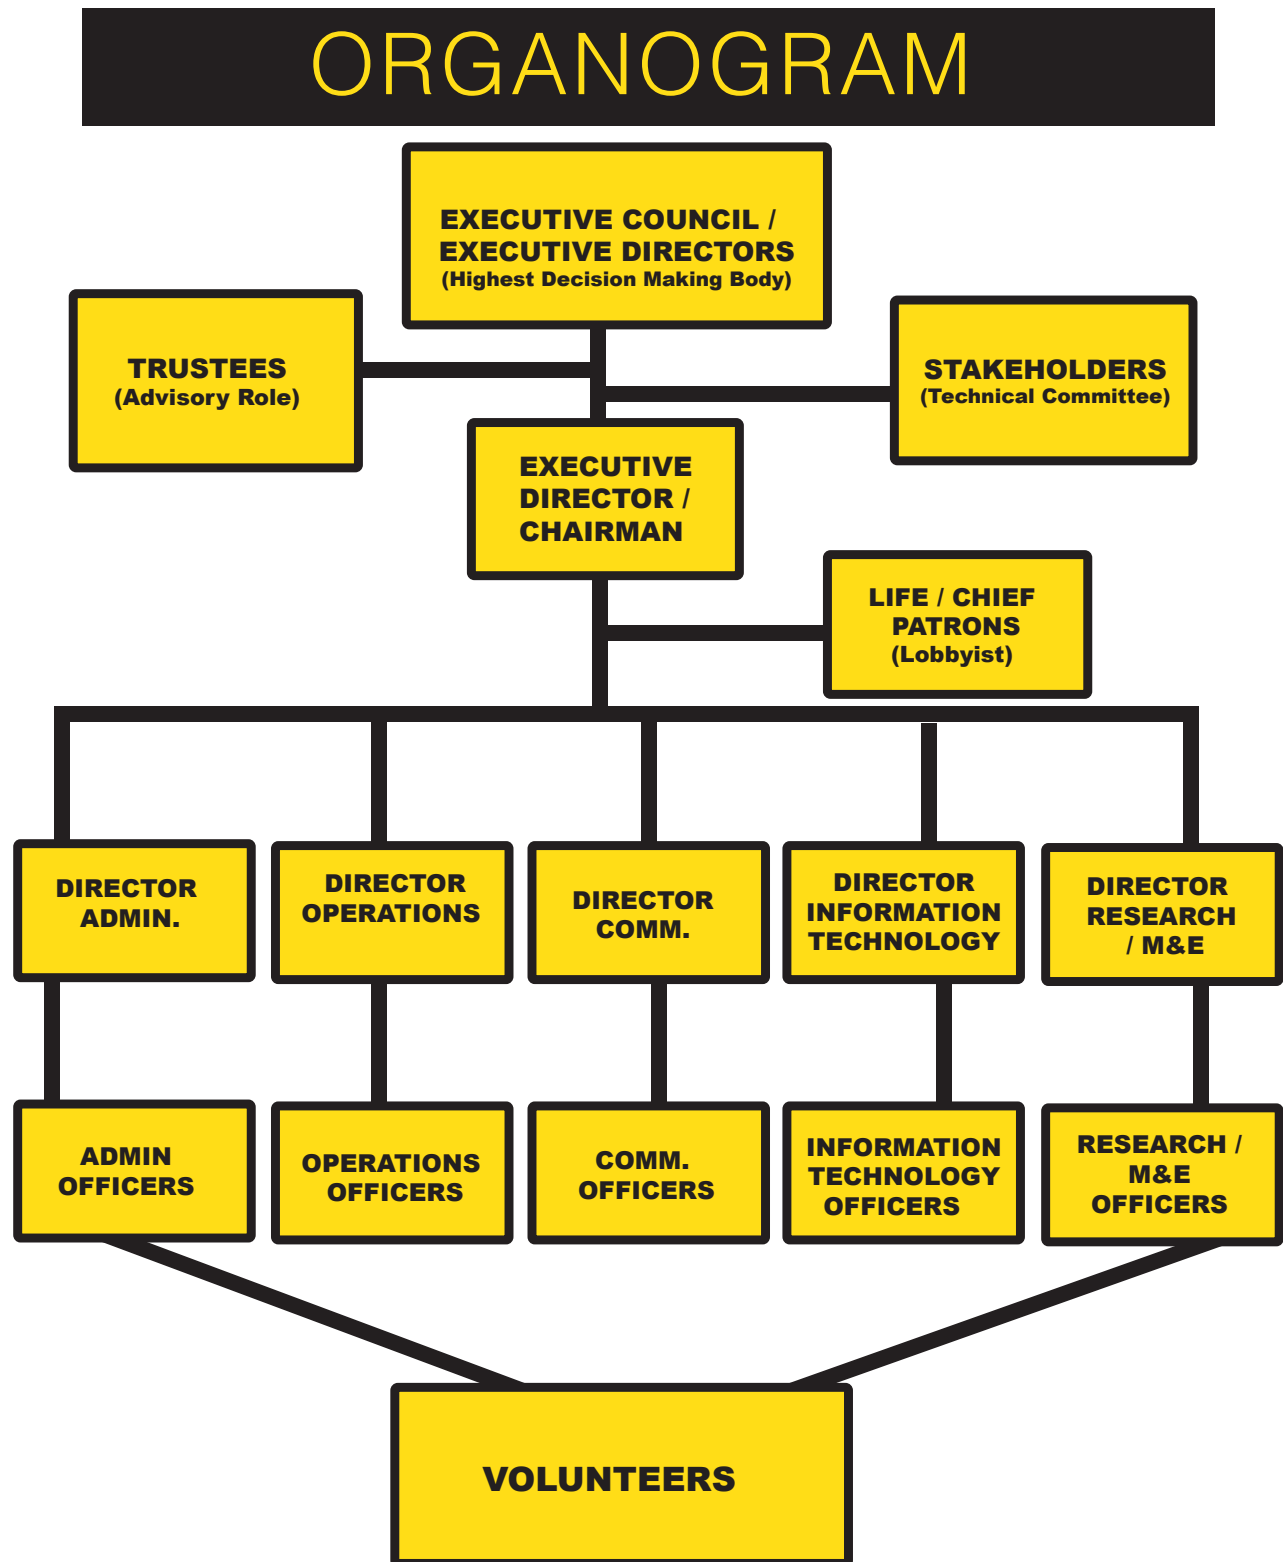 ORGANOGRAM
EXECUTIVE COUNCIL /
EXECUTIVE DIRECTORS
(Highest Decision Making Body)
TRUSTEES
(Advisory Role)
STAKEHOLDERS
(Technical Committee)
EXECUTIVE
DIRECTOR /
CHAIRMAN
LIFE / CHIEF
PATRONS
(Lobbyist)
DIRECTOR
ADMIN.
DIRECTOR
OPERATIONS
DIRECTOR
COMM.
DIRECTOR
INFORMATION
TECHNOLOGY
DIRECTOR
RESEARCH
/ M&E
ADMIN
OFFICERS
OPERATIONS
OFFICERS
COMM.
OFFICERS
INFORMATION
TECHNOLOGY
OFFICERS
RESEARCH /
M&E
OFFICERS
VOLUNTEERS